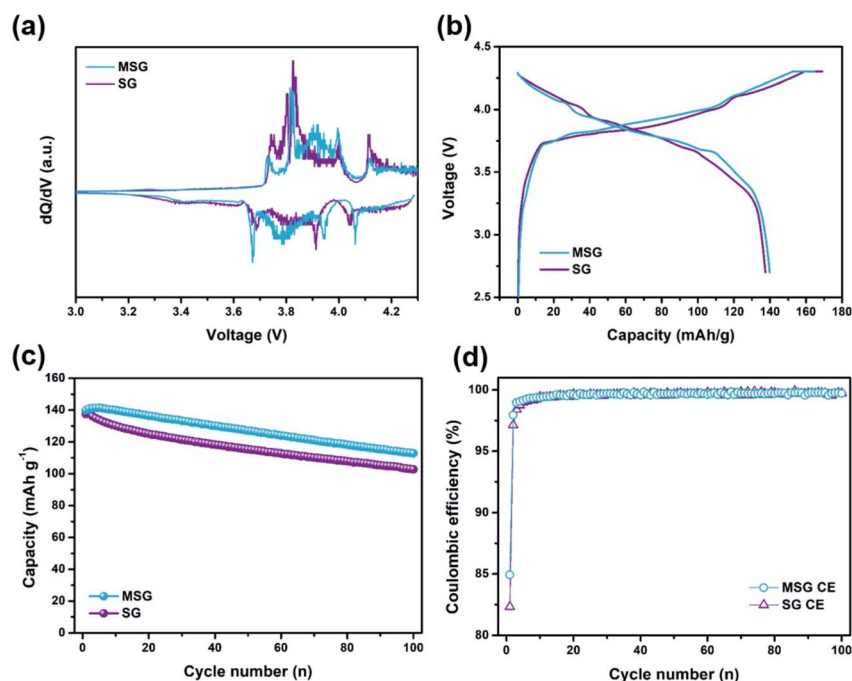 (a)
MSG
SG
dQ/dV (a.u.)
3.0 3.2 3.4 3.6 3.8 4.0 4.2
Voltage (V)
(b)
4.5
4.0
3.5
3.0
2.5
Voltage (V)
MSG
SG
0 20 40 60 80 100 120 140 160 180
Capacity (mAh/g)
(c)
160
140
120
100
80
60
40
20
0
Capacity (mAh g⁻¹)
MSG
SG
0 20 40 60 80 100
Cycle number (n)
(d)
100
95
90
85
80
Coulombic efficiency (%)
MSG CE
SG CE
0 20 40 60 80 100
Cycle number (n)